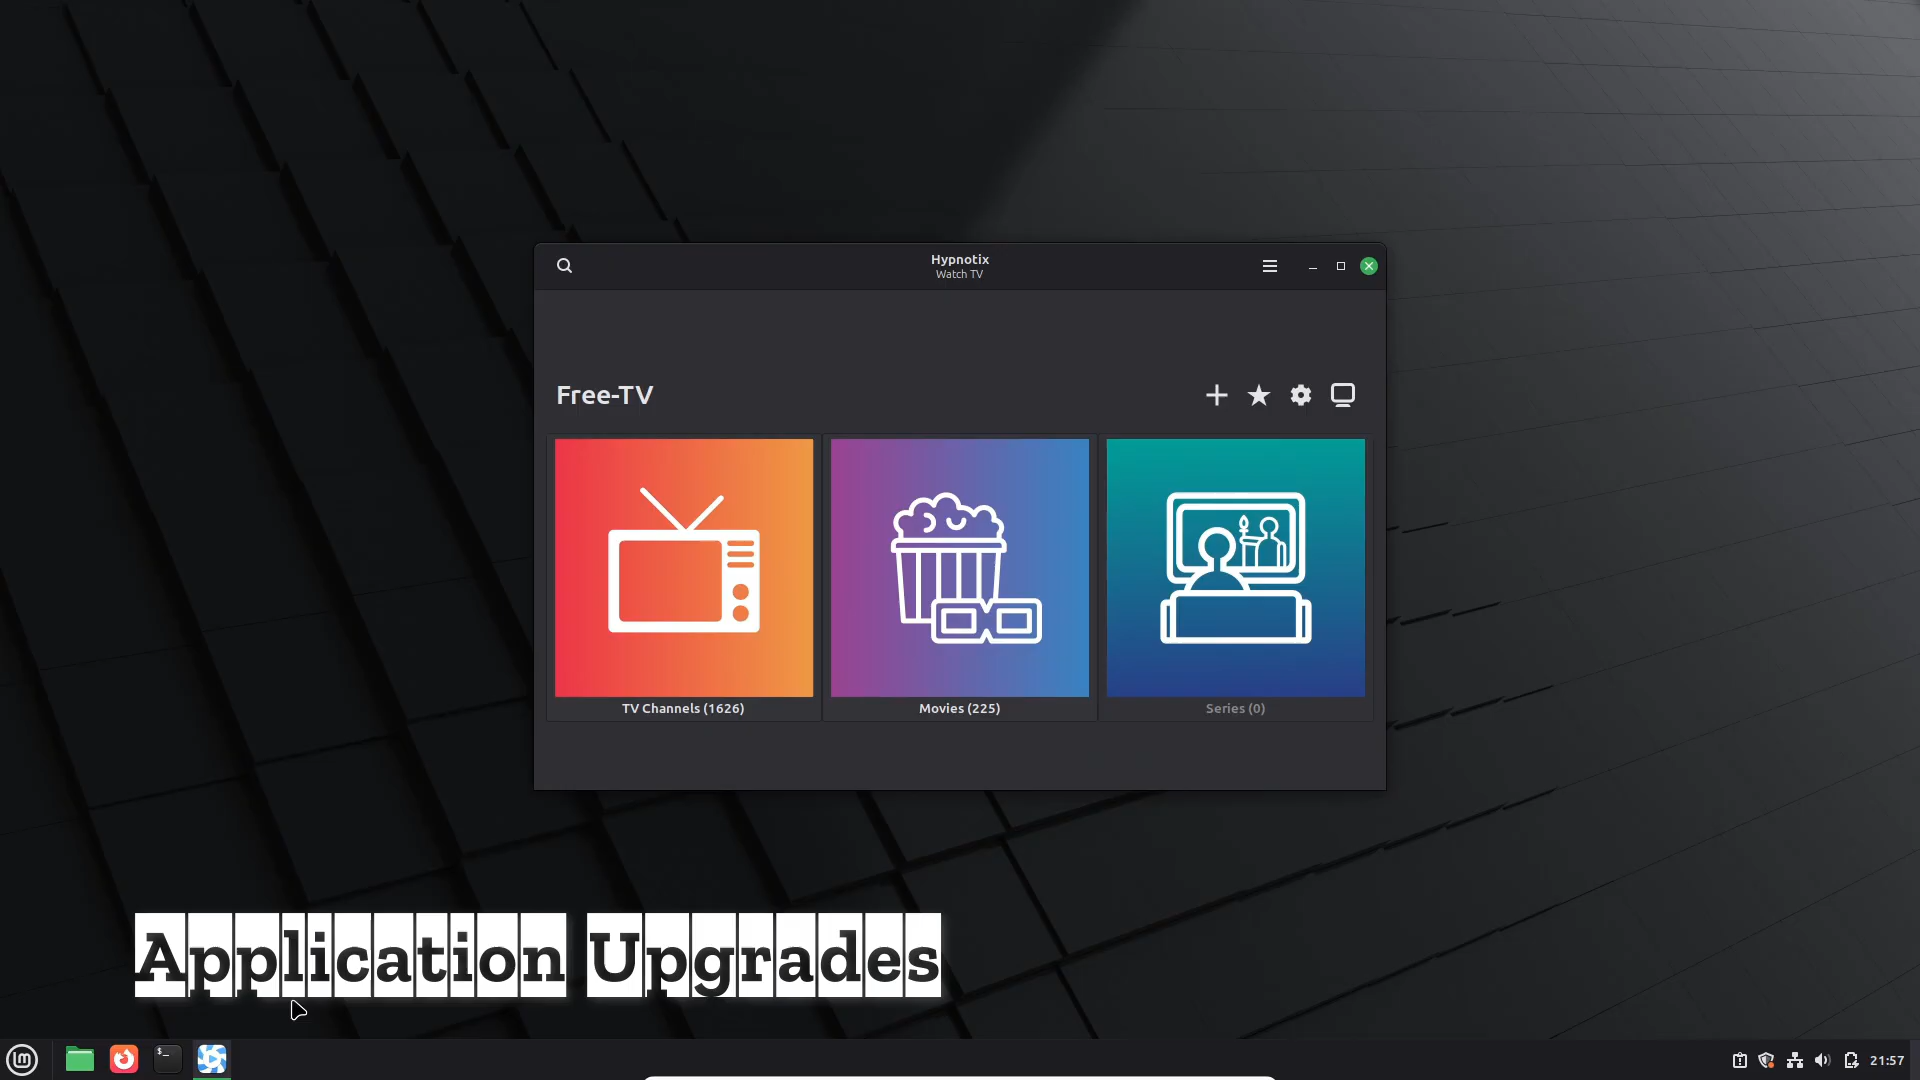 Hypnotix
Watch TV
Free-TV
TV Channels (1626)
Movies (225)
Series (0)
Application Upgrades
$_
21:57